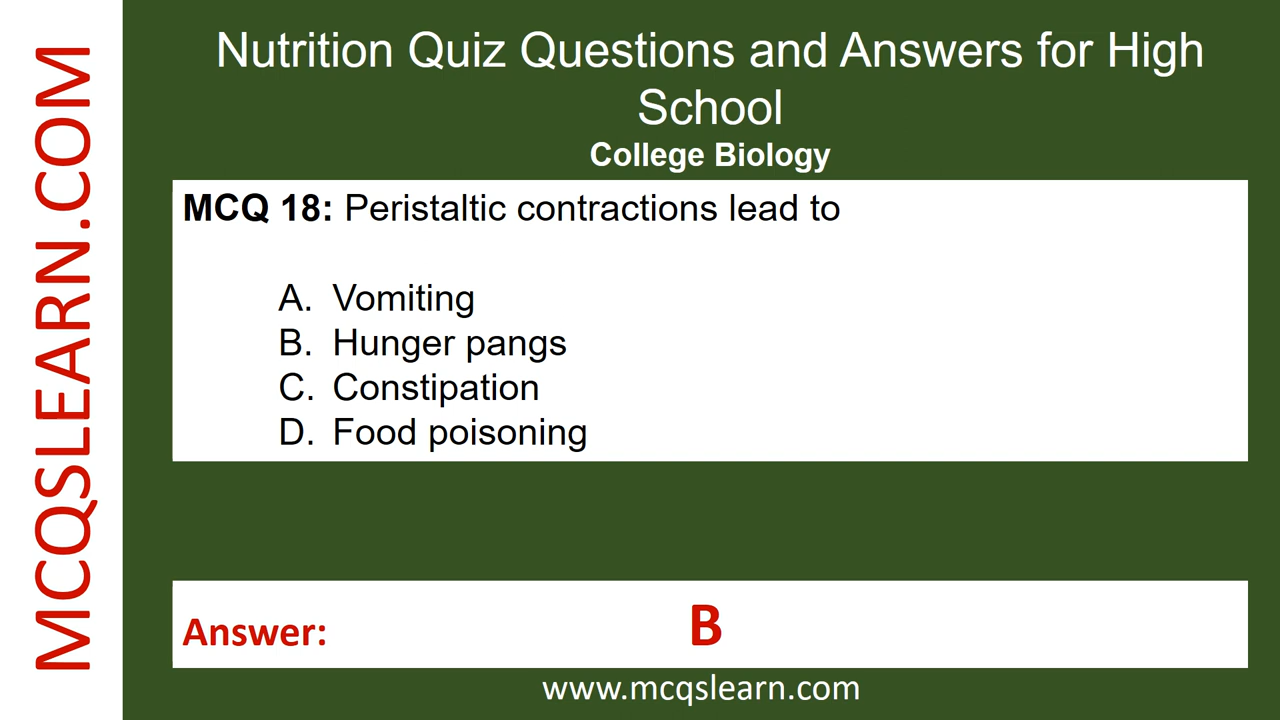 MCQSLEARN.COM
Nutrition Quiz Questions and Answers for High
School
College Biology
MCQ 18: Peristaltic contractions lead to
A. Vomiting
B. Hunger pangs
C. Constipation
D. Food poisoning
Answer: B
www.mcqslearn.com